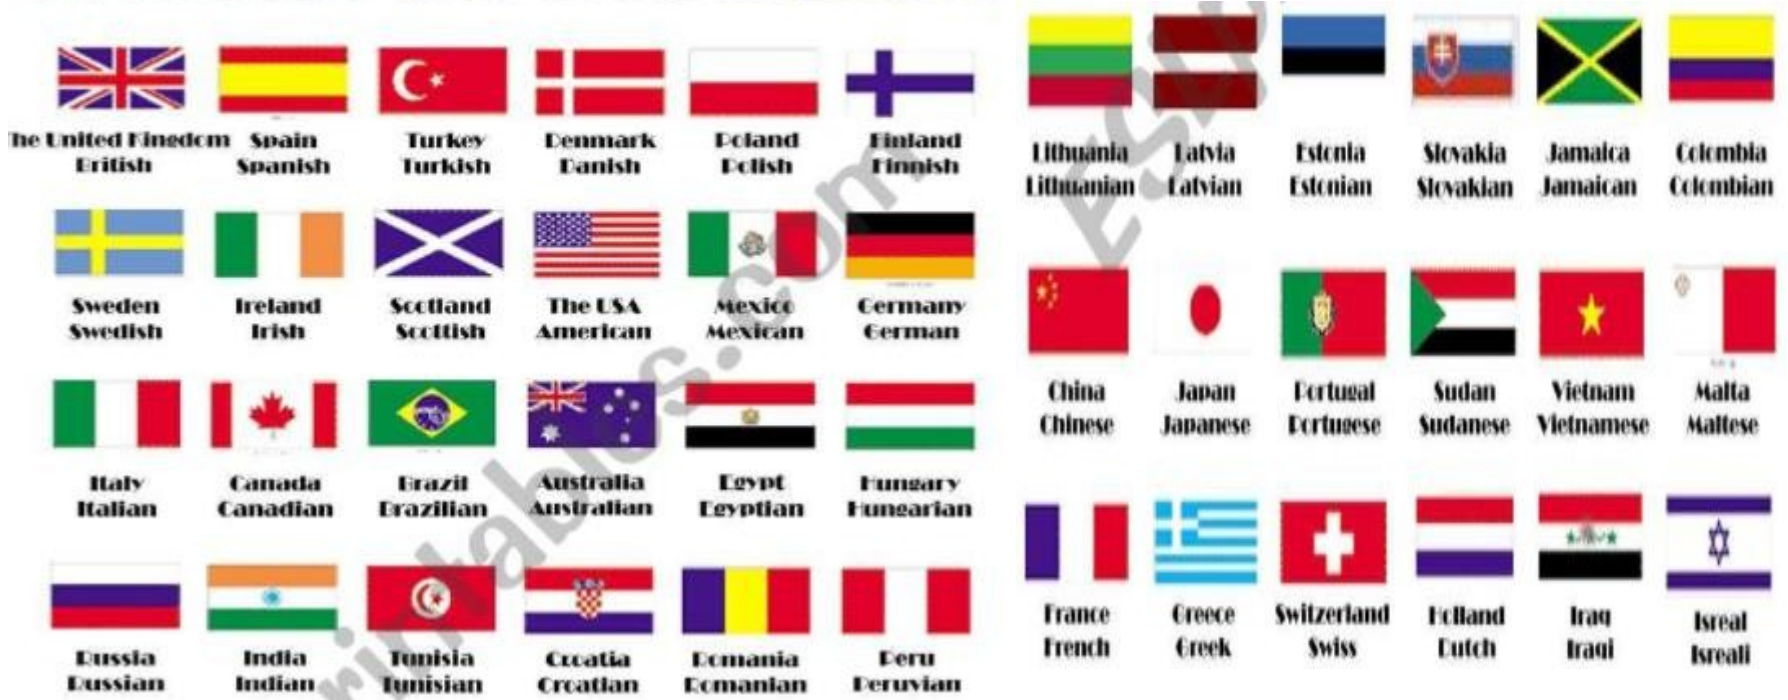 The United Kingdom Spain Turkey Denmark Poland Finland
British Spanish Turkish Danish Polish Finnish
Sweden Ireland Scotland The USA Mexico Germany
Swedish Irish Scottish American Mexican German
Italy Canada Brazil Australia Egypt Hungary
Italian Canadian Brazilian Australian Egyptian Hungarian
Russia India Tunisia Croatia Romania Peru
Russian Indian Tunisian Croatian Romanian Peruvian
Lithuania Latvia Estonia Slovakia Jamaica Colombia
Lithuanian Latvian Estonian Slovakian Jamaican Colombian
China Japan Portugal Sudan Vietnam Malta
Chinese Japanese Portugese Sudanese Vietnamese Maltese
France Greece Switzerland Holland Iraq Isreal
French Greek Swiss Dutch Iraqi Isreali
rintables.com
ESLp